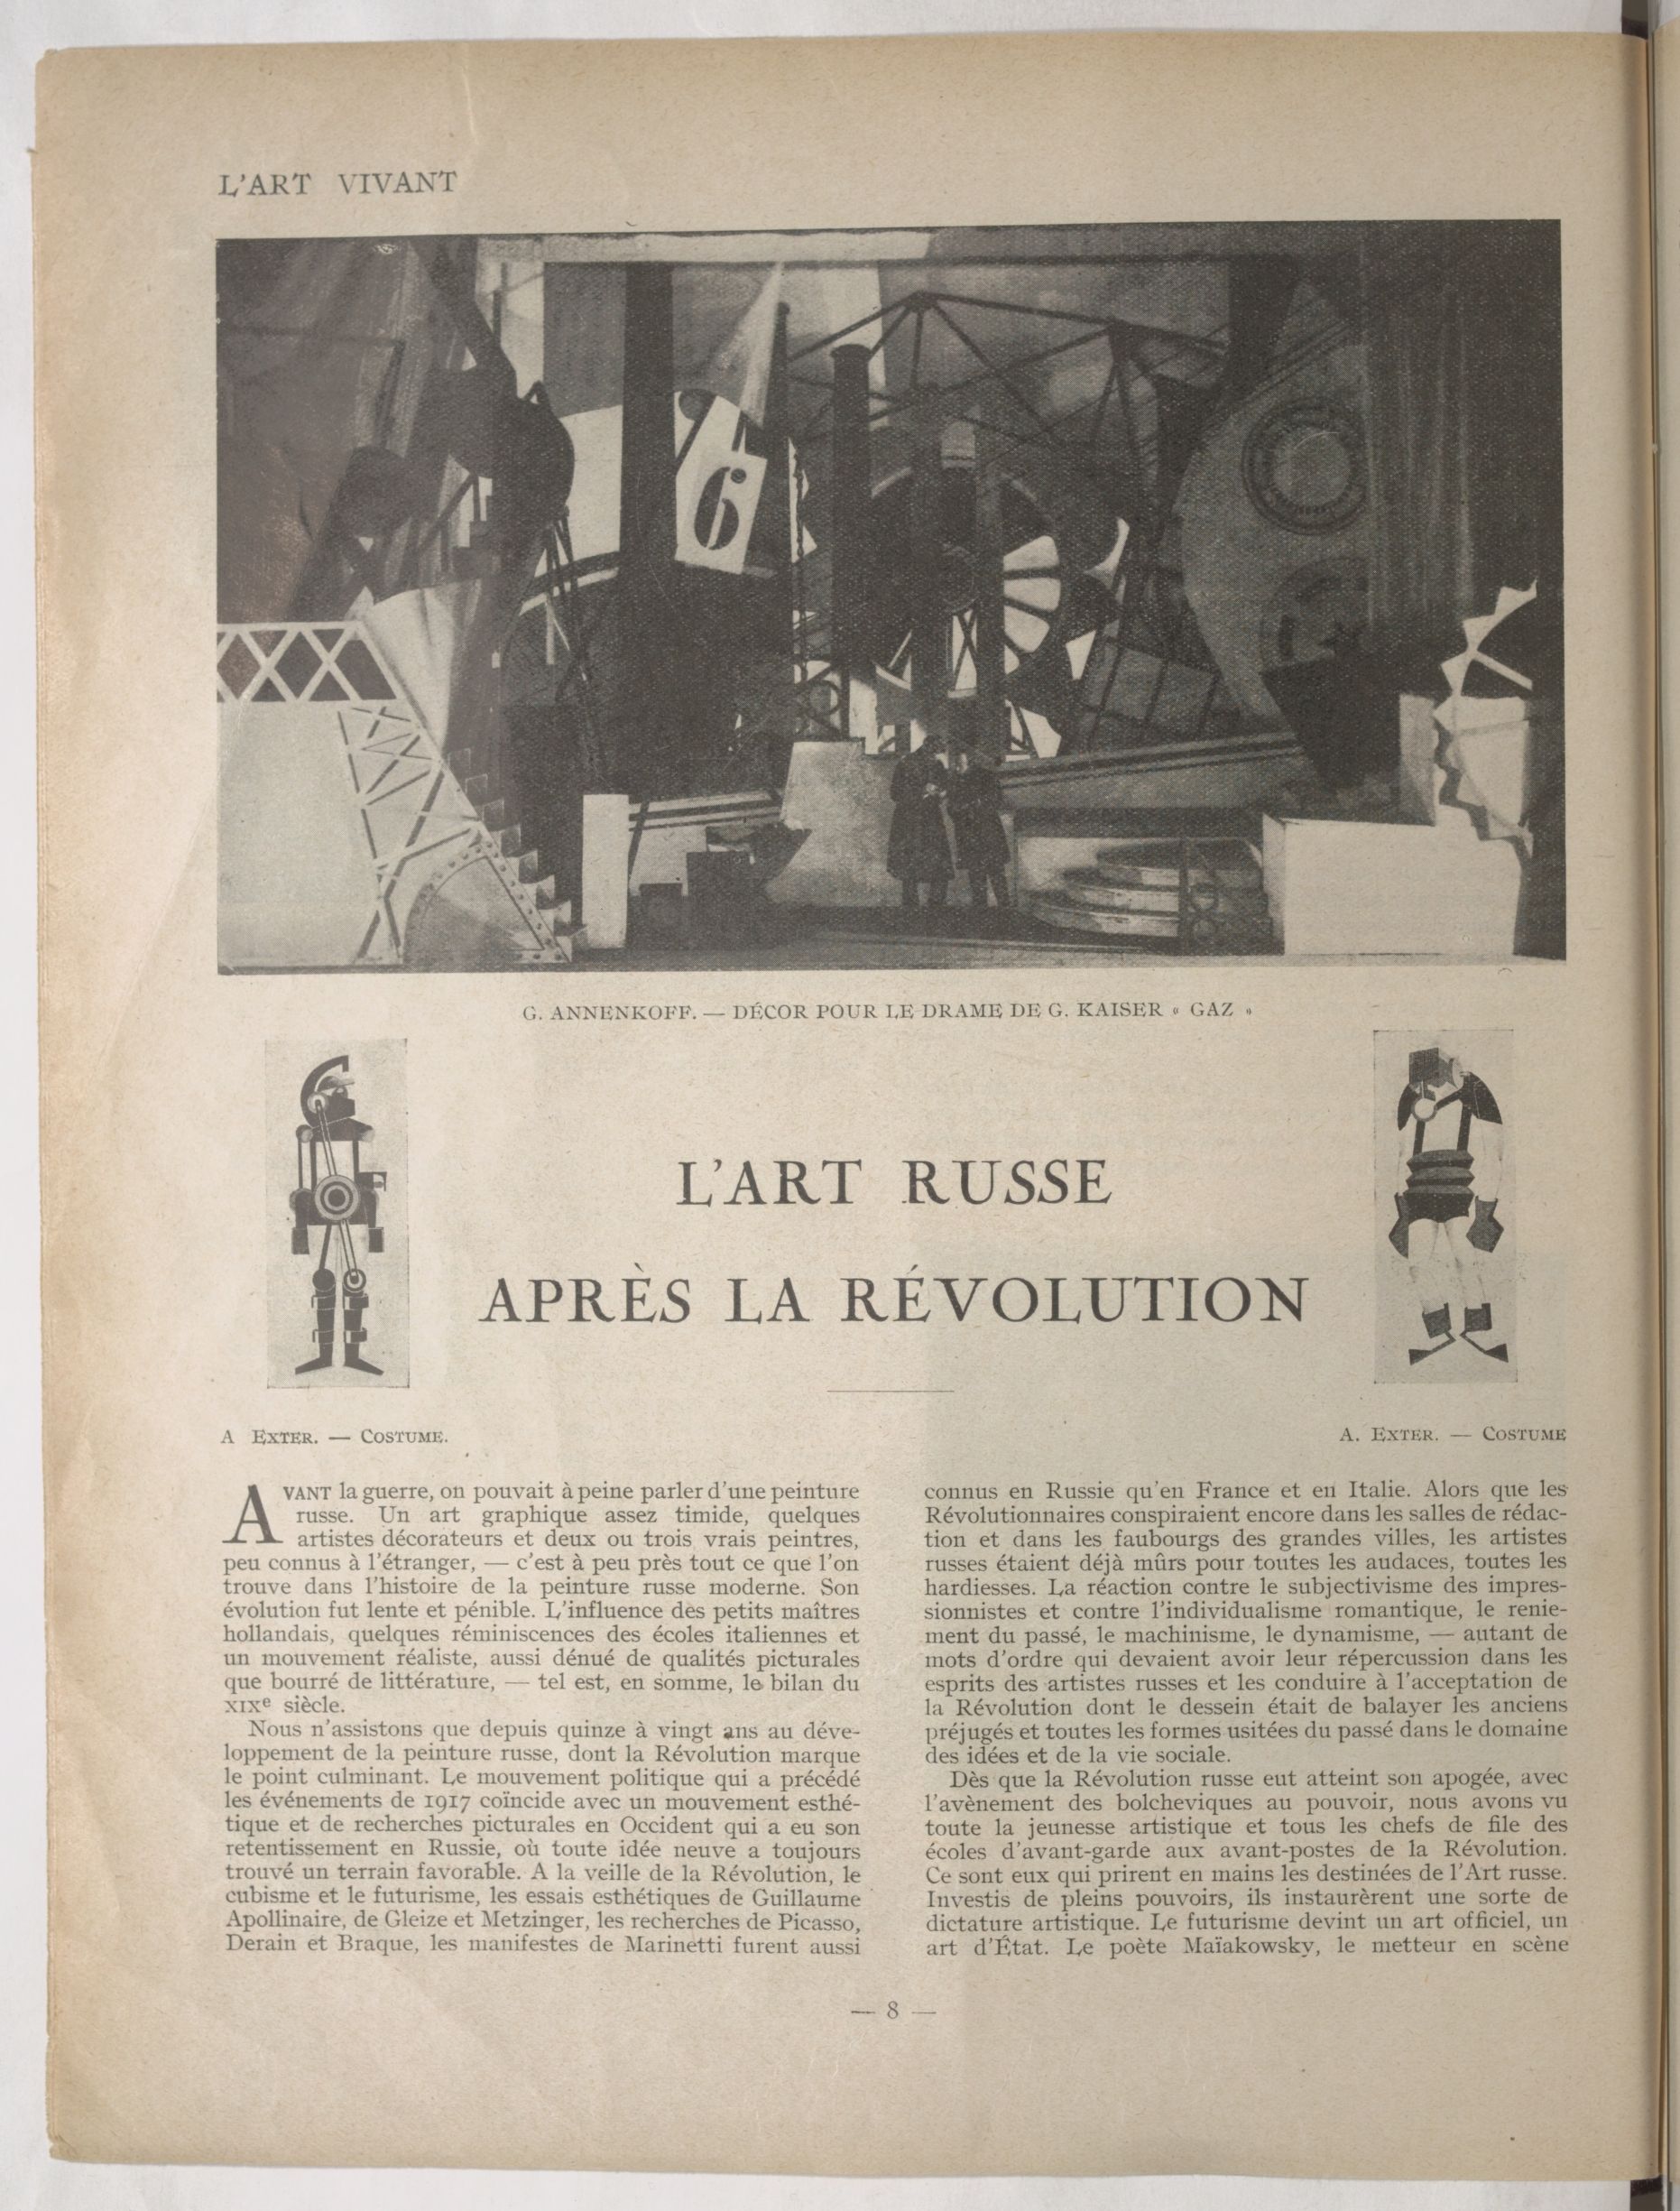 L'ART VIVANT
6
G. ANNENKOFF. — DÉCOR POUR LE DRAME DE G. KAISER « GAZ »
L'ART RUSSE
APRÈS LA RÉVOLUTION
A EXTER. — COSTUME.
A. EXTER. — COSTUME
AVANT la guerre, on pouvait à peine parler d'une peinture
russe. Un art graphique assez timide, quelques
artistes décorateurs et deux ou trois vrais peintres,
peu connus à l'étranger, — c'est à peu près tout ce que l'on
trouve dans l'histoire de la peinture russe moderne. Son
évolution fut lente et pénible. L'influence des petits maîtres
hollandais, quelques réminiscences des écoles italiennes et
un mouvement réaliste, aussi dénué de qualités picturales
que bourré de littérature, — tel est, en somme, le bilan du
XIXe siècle.
Nous n'assistons que depuis quinze à vingt ans au déve-
loppement de la peinture russe, dont la Révolution marque
le point culminant. Le mouvement politique qui a précédé
les événements de 1917 coïncide avec un mouvement esthé-
tique et de recherches picturales en Occident qui a eu son
retentissement en Russie, où toute idée neuve a toujours
trouvé un terrain favorable. A la veille de la Révolution, le
cubisme et le futurisme, les essais esthétiques de Guillaume
Apollinaire, de Gleize et Metzinger, les recherches de Picasso,
Derain et Braque, les manifestes de Marinetti furent aussi
connus en Russie qu'en France et en Italie. Alors que les
Révolutionnaires conspiraient encore dans les salles de rédac-
tion et dans les faubourgs des grandes villes, les artistes
russes étaient déjà mûrs pour toutes les audaces, toutes les
hardiesses. La réaction contre le subjectivisme des impres-
sionnistes et contre l'individualisme romantique, le renie-
ment du passé, le machinisme, le dynamisme, — autant de
mots d'ordre qui devaient avoir leur répercussion dans les
esprits des artistes russes et les conduire à l'acceptation de
la Révolution dont le dessein était de balayer les anciens
préjugés et toutes les formes usitées du passé dans le domaine
des idées et de la vie sociale.
Dès que la Révolution russe eut atteint son apogée, avec
l'avènement des bolcheviques au pouvoir, nous avons vu
toute la jeunesse artistique et tous les chefs de file des
écoles d'avant-garde aux avant-postes de la Révolution.
Ce sont eux qui prirent en mains les destinées de l'Art russe.
Investis de pleins pouvoirs, ils instaurèrent une sorte de
dictature artistique. Le futurisme devint un art officiel, un
art d'État. Le poète Maïakowsky, le metteur en scène
— 8 —